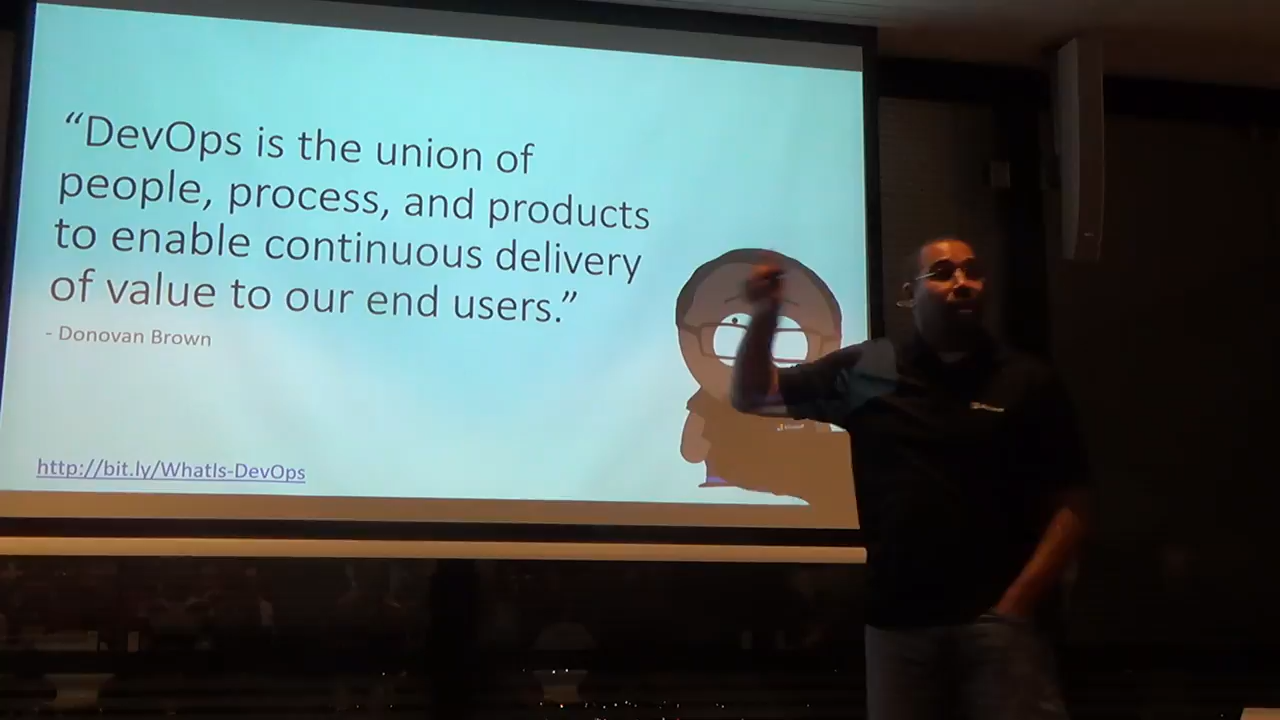 “DevOps is the union of
people, process, and products
to enable continuous delivery
of value to our end users.”
- Donovan Brown
http://bit.ly/WhatIs-DevOps